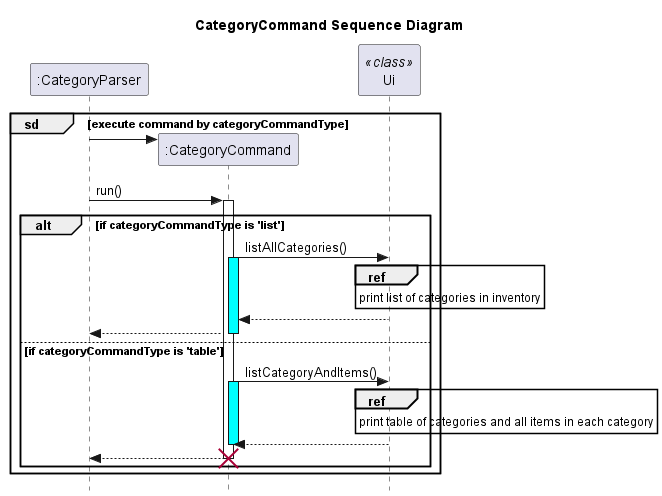 CategoryCommand Sequence Diagram
:CategoryParser
«class»
Ui
sd
[execute command by categoryCommandType]
:CategoryCommand
run()
alt
[if categoryCommandType is 'list']
listAllCategories()
ref
print list of categories in inventory
[if categoryCommandType is 'table']
listCategoryAndItems()
ref
print table of categories and all items in each category